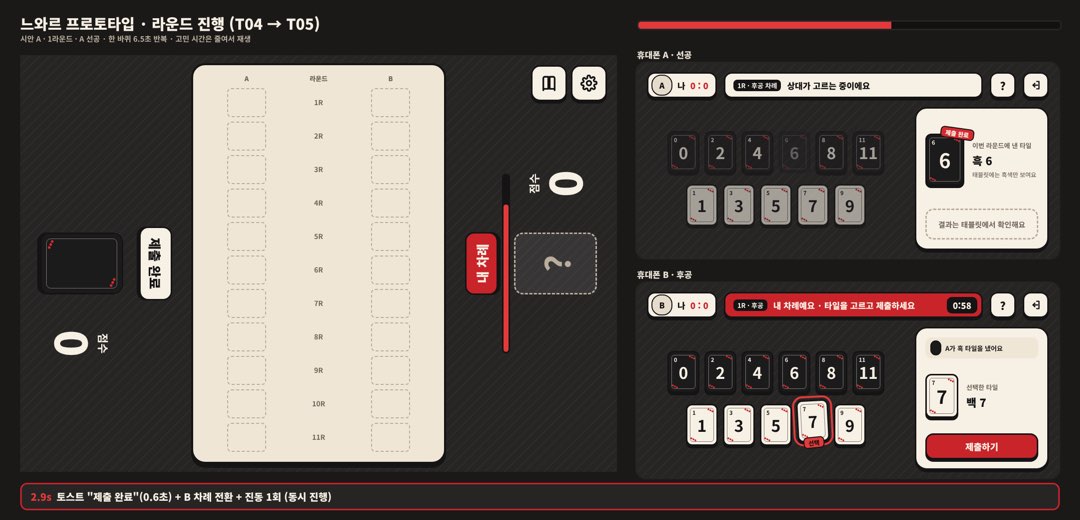 느와르 프로토타입 · 라운드 진행 (T04 → T05)
시안 A · 1라운드 · A 선공 · 한 바퀴 6.5초 반복 · 고민 시간은 줄여서 재생
A 라운드 B
1R
2R
3R
4R
5R
6R
7R
8R
9R
10R
11R
제출 완료
0
점수
내 차례
?
점수
0
휴대폰 A · 선공
A 나 0 : 0
1R · 후공 차례 상대가 고르는 중이에요
?
0 0
2 2
4 4
6 6
8 8
11 11
1 1
3 3
5 5
7 7
9 9
제출 완료
6 6
이번 라운드에 낸 타일
흑 6
태블릿에는 흑색만 보여요
결과는 태블릿에서 확인해요
휴대폰 B · 후공
B 나 0 : 0
1R · 후공 내 차례예요 · 타일을 고르고 제출하세요 0:58
?
0 0
2 2
4 4
6 6
8 8
11 11
1 1
3 3
5 5
7 7
선택
9 9
A가 흑 타일을 냈어요
7 7
선택한 타일
백 7
제출하기
2.9s 토스트 "제출 완료"(0.6초) + B 차례 전환 + 진동 1회 (동시 진행)